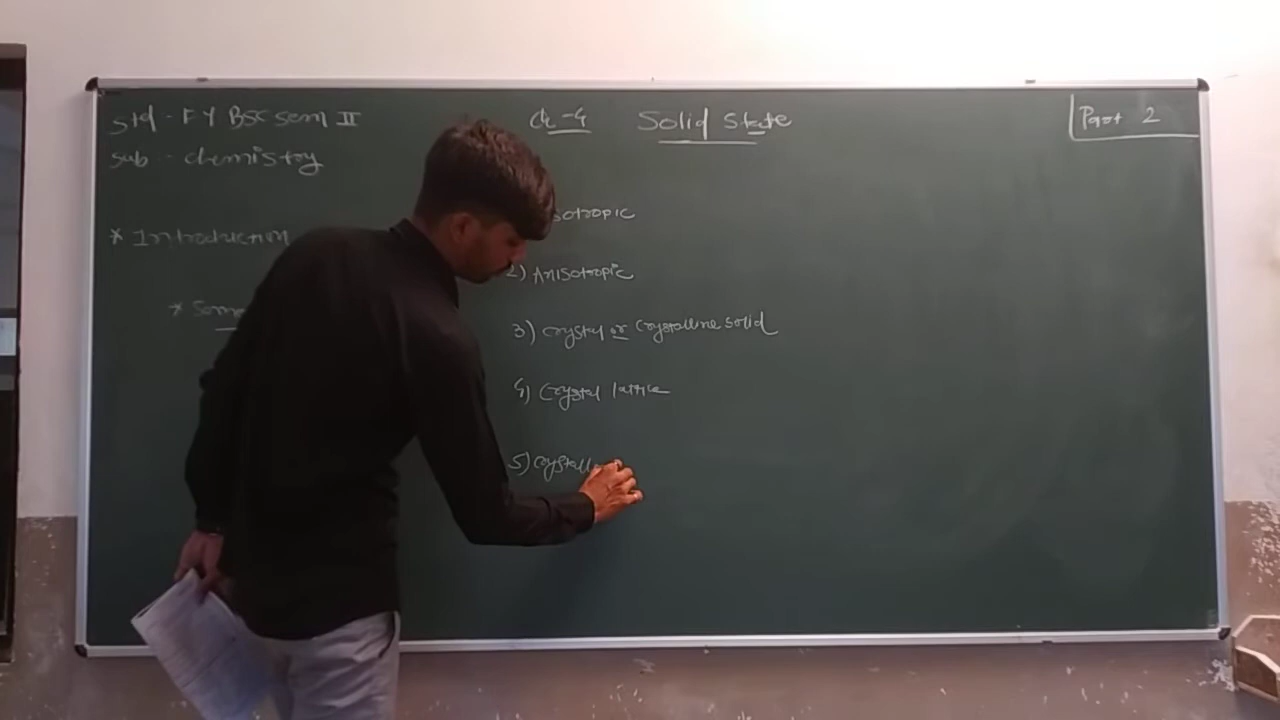 Std - F Y BSc sem II
Sub - chemistry
Ch-4 Solid State
Part 2
* Introduction
sotropic
2) Anisotropic
3) crystal or crystalline solid
4) crystal lattice
5) crystall